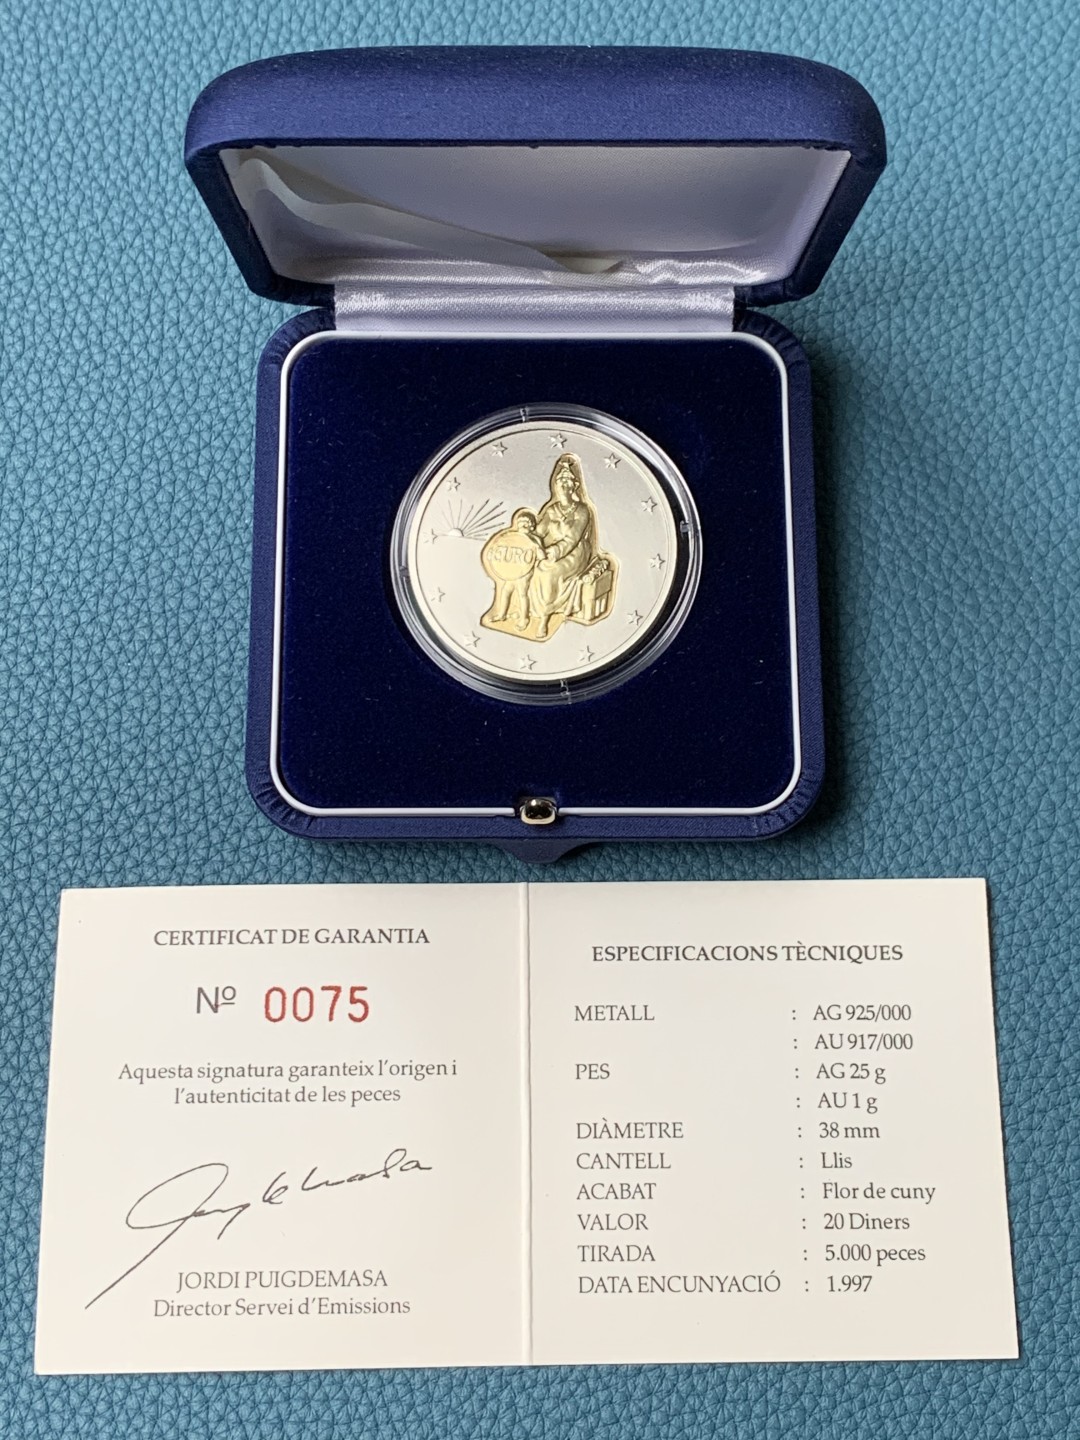 1 EURO
CERTIFICAT DE GARANTIA
Nº 0075
Aquesta signatura garanteix l'origen i
l'autenticitat de les peces
JORDI PUIGDEMASA
Director Servei d'Emissions
ESPECIFICACIONS TÈCNIQUES
METALL : AG 925/000
: AU 917/000
PES : AG 25 g
: AU 1 g
DIÀMETRE : 38 mm
CANTELL : Llis
ACABAT : Flor de cuny
VALOR : 20 Diners
TIRADA : 5.000 peces
DATA ENCUNYACIÓ : 1.997